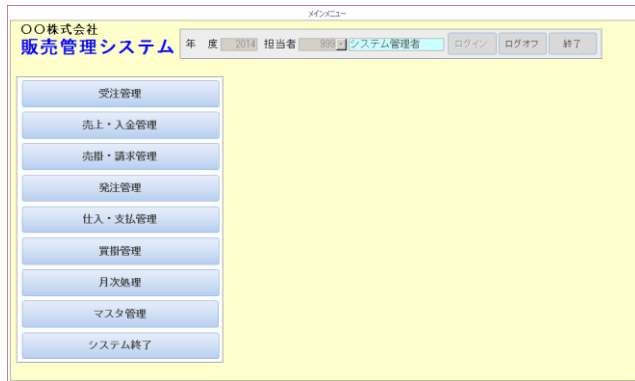 メインメニュー
○○株式会社
販売管理システム
年 度 2014 担当者 999 システム管理者 ログイン ログオフ 終了
受注管理
売上・入金管理
売掛・請求管理
発注管理
仕入・支払管理
買掛管理
月次処理
マスタ管理
システム終了